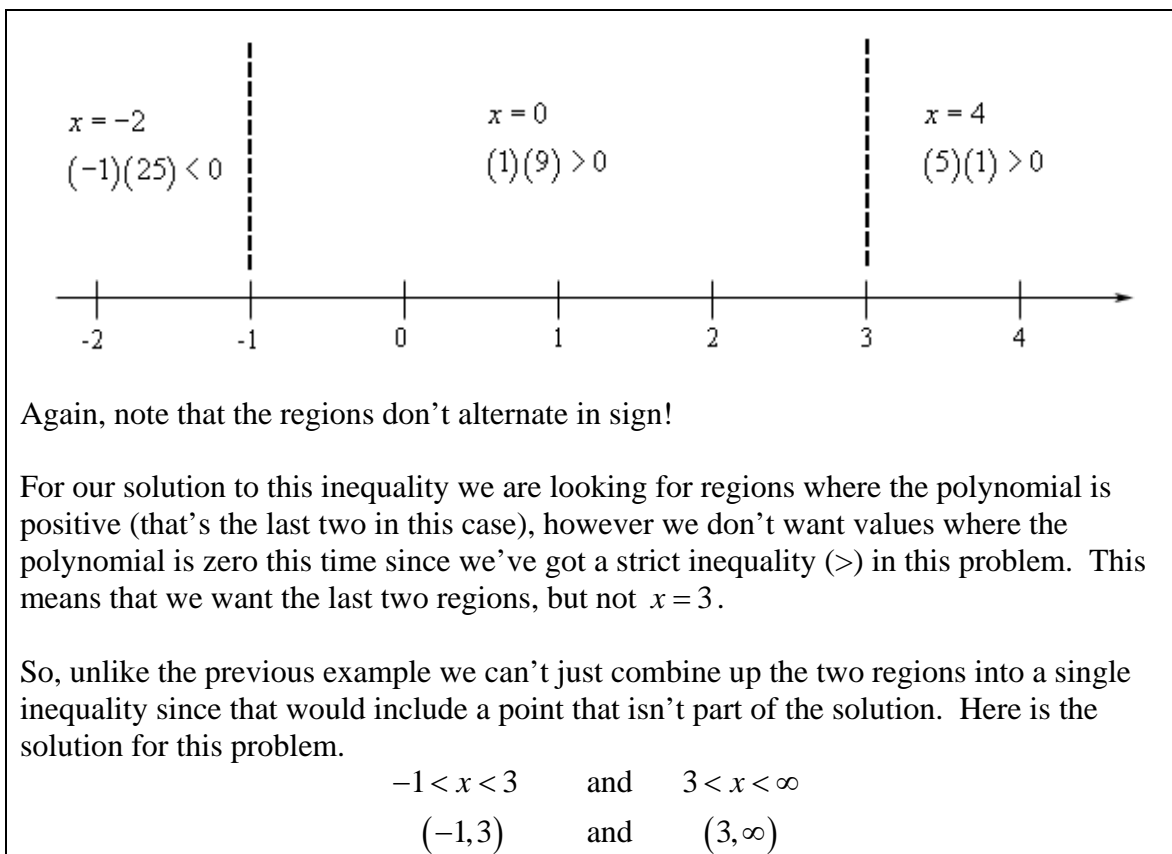 x = −2 x = 0 x = 4
(−1)(25) < 0 (1)(9) > 0 (5)(1) > 0
-2 -1 0 1 2 3 4
Again, note that the regions don’t alternate in sign!
For our solution to this inequality we are looking for regions where the polynomial is
positive (that’s the last two in this case), however we don’t want values where the
polynomial is zero this time since we’ve got a strict inequality (>) in this problem.  This
means that we want the last two regions, but not x = 3.
So, unlike the previous example we can’t just combine up the two regions into a single
inequality since that would include a point that isn’t part of the solution.  Here is the
solution for this problem.
−1 < x < 3 and 3 < x < ∞
(−1,3) and (3,∞)